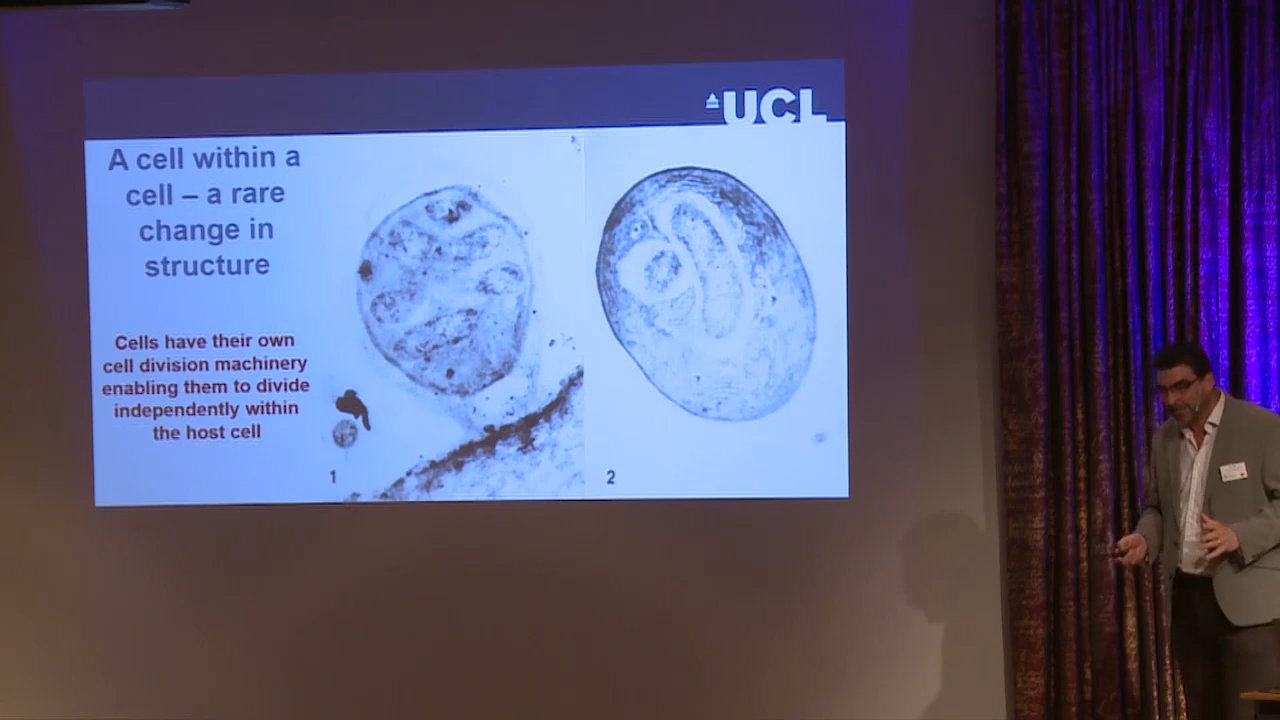 UCL
A cell within a
cell – a rare
change in
structure
Cells have their own
cell division machinery
enabling them to divide
independently within
the host cell
1
2